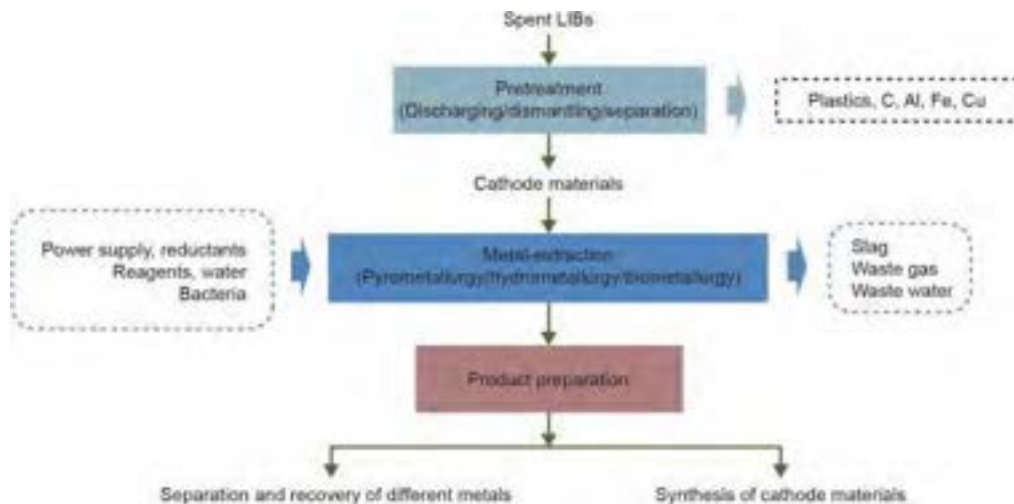 Spent LIBs
Pretreatment
(Discharging/dismantling/separation)
Plastics, C, Al, Fe, Cu
Cathode materials
Power supply, reductants
Reagents, water
Bacteria
Metal-extraction
(Pyrometallurgy/hydrometallurgy/biometallurgy)
Slag
Waste gas
Waste water
Product preparation
Separation and recovery of different metals
Synthesis of cathode materials